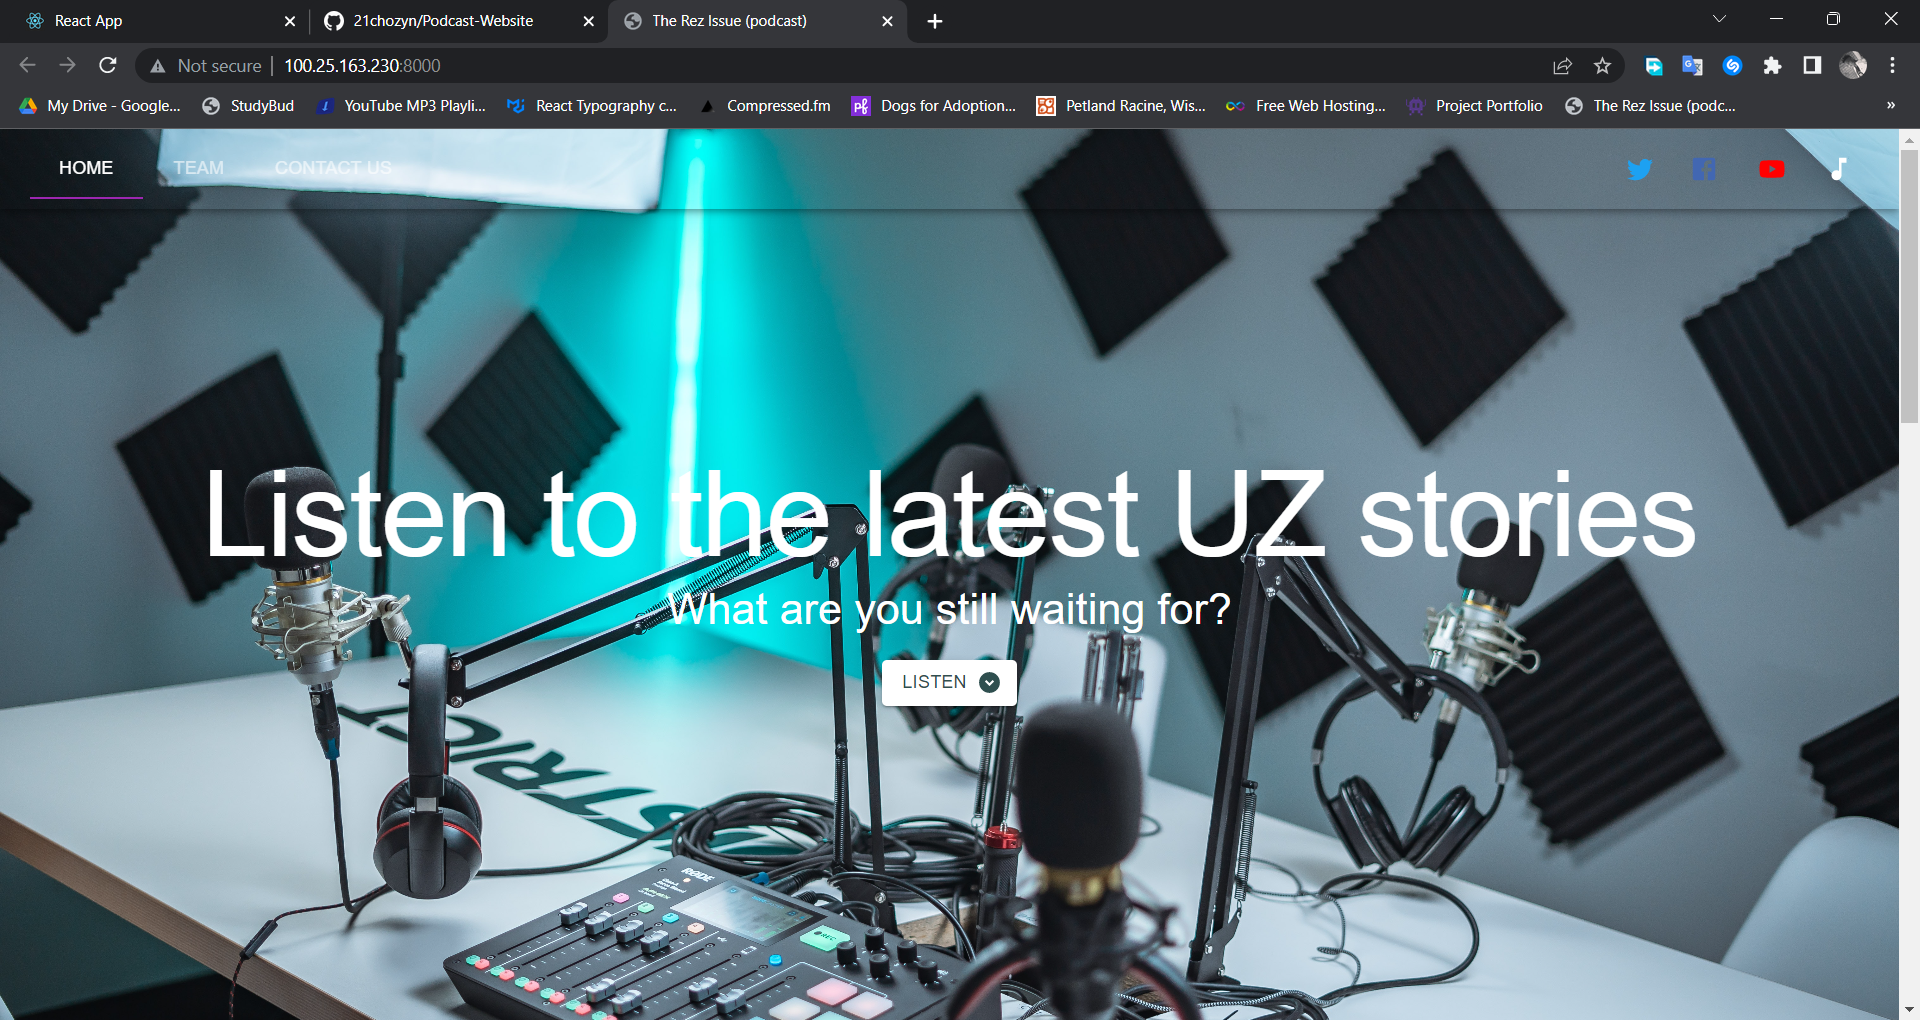 React App
21chozyn/Podcast-Website
The Rez Issue (podcast)
Not secure
100.25.163.230:8000
My Drive - Google...
StudyBud
YouTube MP3 Playli...
React Typography c...
Compressed.fm
Dogs for Adoption...
Petland Racine, Wis...
Free Web Hosting...
Project Portfolio
The Rez Issue (podc...
»
HOME
TEAM
CONTACT US
Listen to the latest UZ stories
What are you still waiting for?
LISTEN
STRICT
RØDE
REC